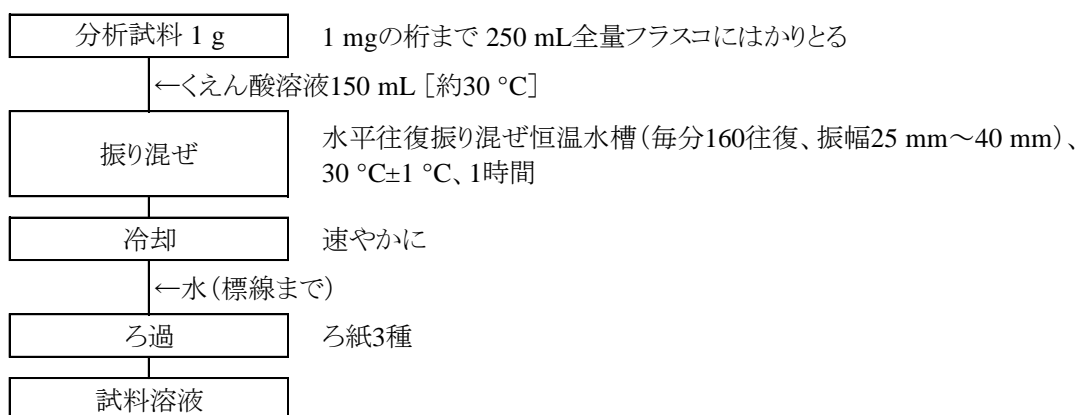 分析試料 1 g
1 mgの桁まで 250 mL全量フラスコにはかりとる
←くえん酸溶液150 mL [約30 °C]
振り混ぜ
水平往復振り混ぜ恒温水槽(毎分160往復、振幅25 mm～40 mm)、
30 °C±1 °C、1時間
冷却
速やかに
←水(標線まで)
ろ過
ろ紙3種
試料溶液